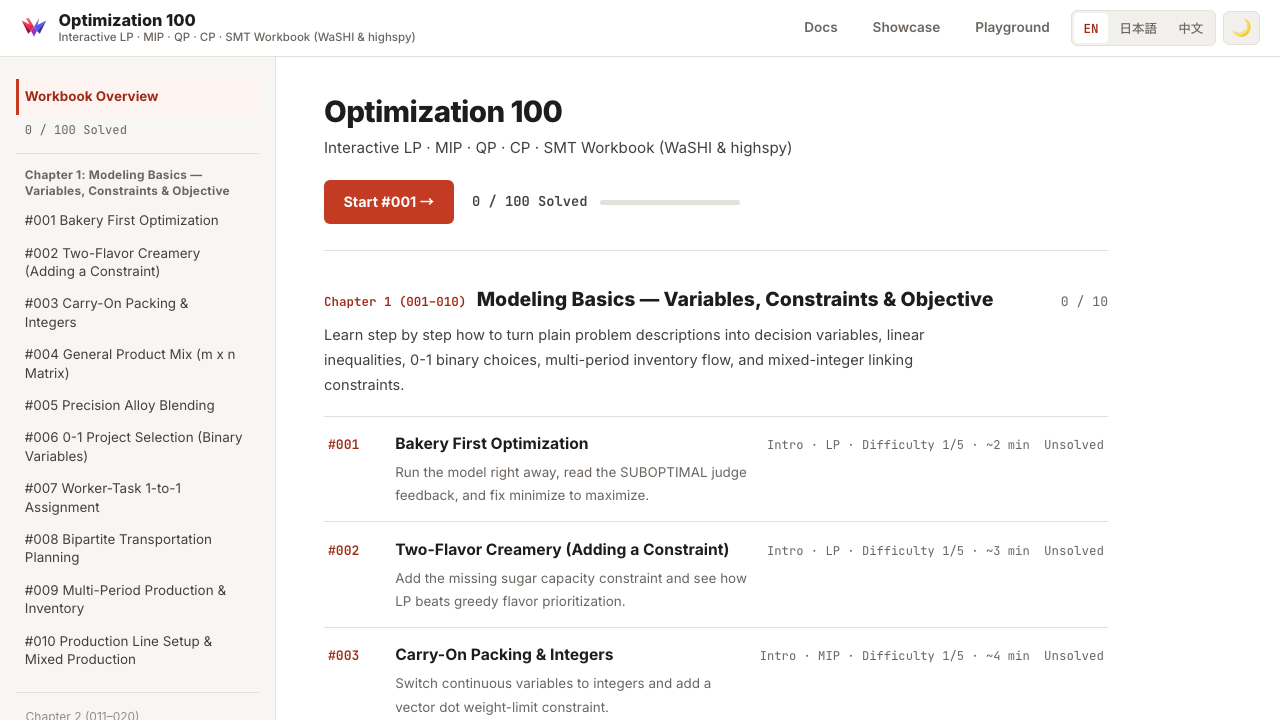 Optimization 100
Interactive LP · MIP · QP · CP · SMT Workbook (WaSHI & highspy)
Docs
Showcase
Playground
EN
日本語
中文
Workbook Overview
0 / 100 Solved
Chapter 1: Modeling Basics —
Variables, Constraints & Objective
#001 Bakery First Optimization
#002 Two-Flavor Creamery
(Adding a Constraint)
#003 Carry-On Packing &
Integers
#004 General Product Mix (m x n
Matrix)
#005 Precision Alloy Blending
#006 0-1 Project Selection (Binary
Variables)
#007 Worker-Task 1-to-1
Assignment
#008 Bipartite Transportation
Planning
#009 Multi-Period Production &
Inventory
#010 Production Line Setup &
Mixed Production
Chapter 2 (011–020)
Optimization 100
Interactive LP · MIP · QP · CP · SMT Workbook (WaSHI & highspy)
Start #001 →
0 / 100 Solved
Chapter 1 (001–010)
Modeling Basics — Variables, Constraints & Objective
0 / 10
Learn step by step how to turn plain problem descriptions into decision variables, linear
inequalities, 0-1 binary choices, multi-period inventory flow, and mixed-integer linking
constraints.
#001
Bakery First Optimization
Intro · LP · Difficulty 1/5 · ~2 min
Unsolved
Run the model right away, read the SUBOPTIMAL judge
feedback, and fix minimize to maximize.
#002
Two-Flavor Creamery (Adding a Constraint)
Intro · LP · Difficulty 1/5 · ~3 min
Unsolved
Add the missing sugar capacity constraint and see how
LP beats greedy flavor prioritization.
#003
Carry-On Packing & Integers
Intro · MIP · Difficulty 1/5 · ~4 min
Unsolved
Switch continuous variables to integers and add a
vector dot weight-limit constraint.